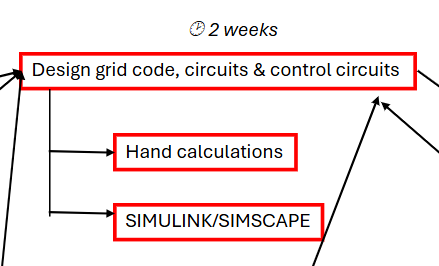 🕑 2 weeks
Design grid code, circuits & control circuits
Hand calculations
SIMULINK/SIMSCAPE